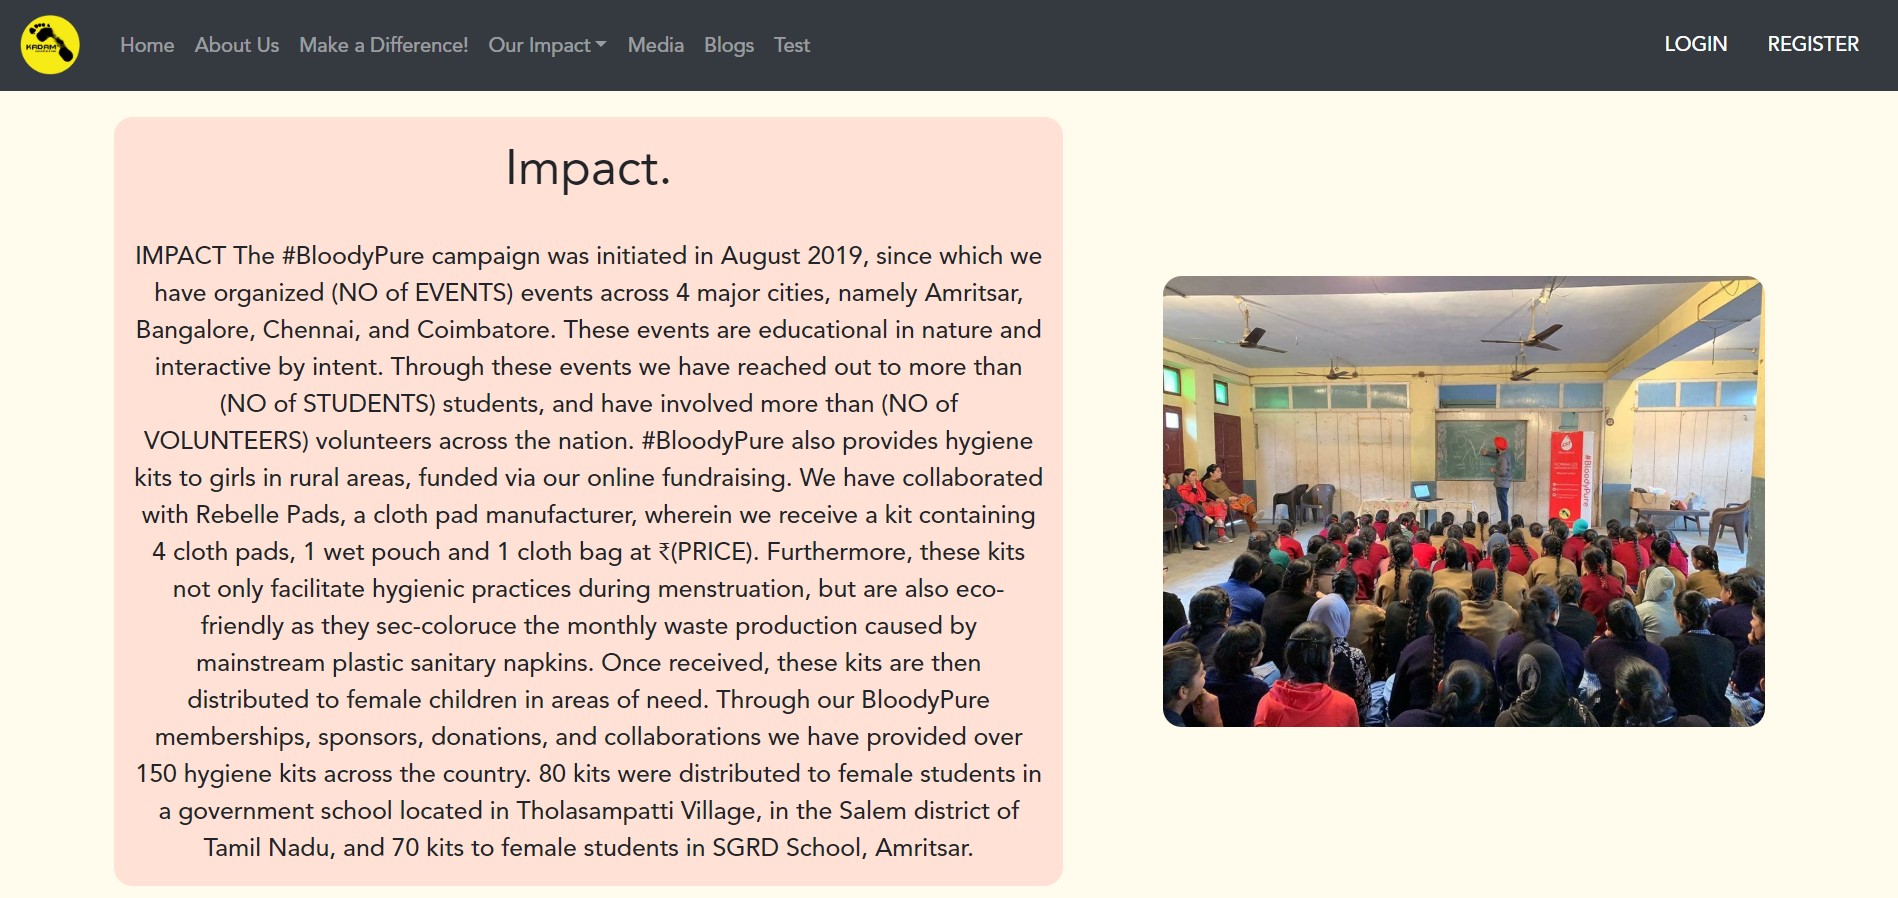 KADAM
Home About Us Make a Difference! Our Impact Media Blogs Test
LOGIN REGISTER
Impact.
IMPACT The #BloodyPure campaign was initiated in August 2019, since which we
have organized (NO of EVENTS) events across 4 major cities, namely Amritsar,
Bangalore, Chennai, and Coimbatore. These events are educational in nature and
interactive by intent. Through these events we have reached out to more than
(NO of STUDENTS) students, and have involved more than (NO of
VOLUNTEERS) volunteers across the nation. #BloodyPure also provides hygiene
kits to girls in rural areas, funded via our online fundraising. We have collaborated
with Rebelle Pads, a cloth pad manufacturer, wherein we receive a kit containing
4 cloth pads, 1 wet pouch and 1 cloth bag at ₹(PRICE). Furthermore, these kits
not only facilitate hygienic practices during menstruation, but are also eco-
friendly as they sec-coloruce the monthly waste production caused by
mainstream plastic sanitary napkins. Once received, these kits are then
distributed to female children in areas of need. Through our BloodyPure
memberships, sponsors, donations, and collaborations we have provided over
150 hygiene kits across the country. 80 kits were distributed to female students in
a government school located in Tholasampatti Village, in the Salem district of
Tamil Nadu, and 70 kits to female students in SGRD School, Amritsar.
#BloodyPure